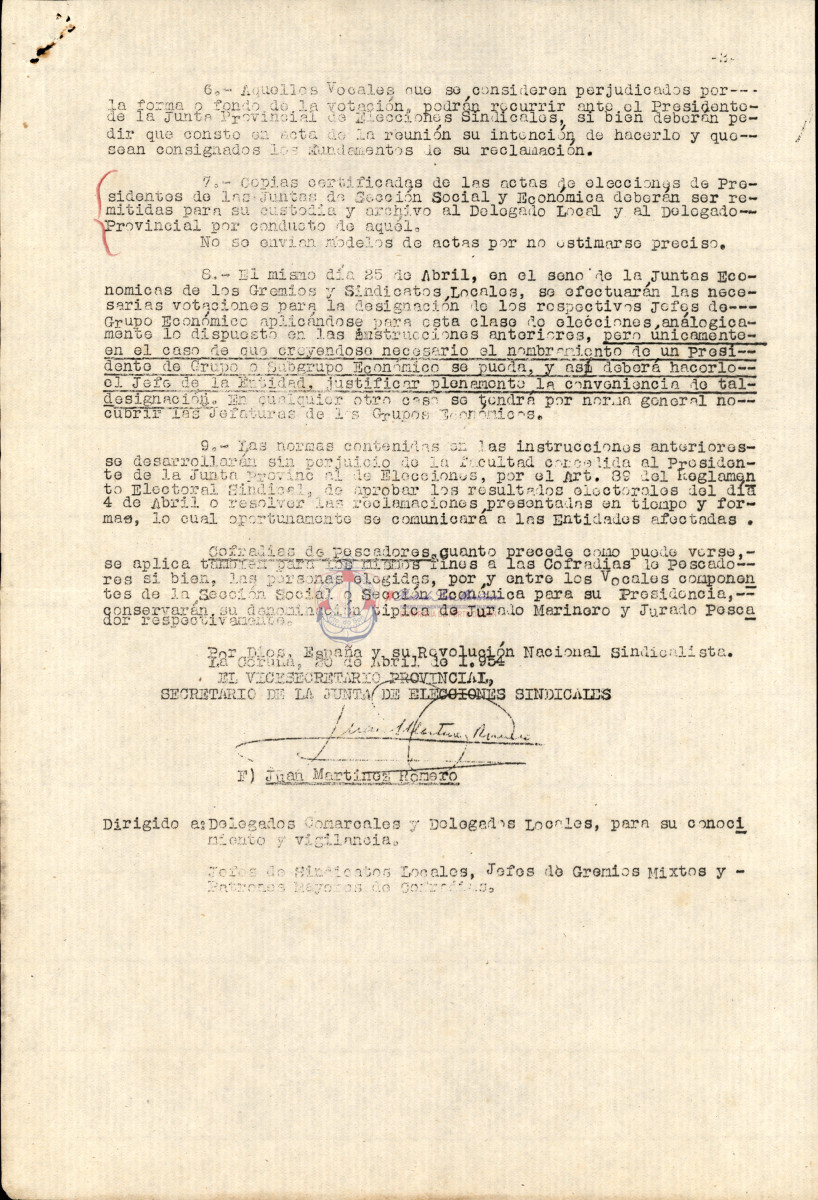 -2-
6.- Aquellos Vocales que se consideren perjudicados por---
la forma o fondo de la votación, podrán recurrir ante el Presidente-
de la Junta Provincial de Elecciones Sindicales, si bien deberán pe-
dir que conste en acta de la reunión su intención de hacerlo y que--
sean consignados los fundamentos de su reclamación.
7.- Copias certificadas de las actas de elecciones de Pre-
sidentes de las Juntas de Sección Social y Económica deberán ser re-
mitidas para su custodia y archivo al Delegado Local y al Delegado--
Provincial por conducto de aquél.
No se envian modelos de actas por no estimarse preciso.
8.- El mismo día 25 de Abril, en el seno de la Juntas Eco-
nomicas de los Gremios y Sindicatos Locales, se efectuarán las nece-
sarias votaciones para la designación de los respectivos Jefes de---
Grupo Económico aplicándose para esta clase de elecciones análogica-
mente lo dispuesto en las instrucciones anteriores, pero únicamente-
en el caso de que creyendose necesario el nombramiento de un Presi--
dente de Grupo o Subgrupo Económico se pueda, y así deberá hacerlo--
el Jefe de la Entidad, justificar plenamente la conveniencia de tal-
designación. En cualquier otro caso se tendrá por norma general no--
cubrir las Jefaturas de los Grupos Económicos.
9.- Las normas contenidas en las instrucciones anteriores-
se desarrollarán sin perjuicio de la facultad concedida al Presiden-
te de la Junta Provincial de Elecciones, por el Art. 89 del Reglamen
to Electoral Sindical, de aprobar los resultados electorales del día
4 de Abril o resolver las reclamaciones presentadas en tiempo y for-
mas, lo cual oportunamente se comunicará a las Entidades afectadas .
Cofradias de pescadores.cuanto precede como puede verse,-
se aplica tambien para los mismos fines a las Cofradias de Pescado--
res si bien, las personas elegidas, por y entre los Vocales componen
tes de la Sección Social o Sección Económica para su Presidencia,--
conservarán su denominación tipica de Jurado Marinero y Jurado Pesca
dor respectivamente.
Por Dios, España y su Revolución Nacional Sindicalista.
La Coruña, 20 de Abril de 1.954
EL VICESECRETARIO PROVINCIAL,
SECRETARIO DE LA JUNTA DE ELECCIONES SINDICALES
Juan Martinez Romero
F) Juan Martinez Romero
Dirigido a:Delegados Comarcales y Delegados Locales, para su conoci
miento y vigilancia.
Jefes de Sindicatos Locales, Jefes de Gremios Mixtos y -
Patrones Mayores de Cofradias.